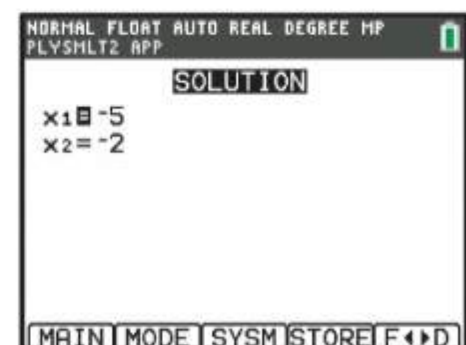 NORMAL FLOAT AUTO REAL DEGREE MP
PLYSMLT2 APP
SOLUTION
x1=-5
x2=-2
MAIN MODE SYSM STORE F◄►D